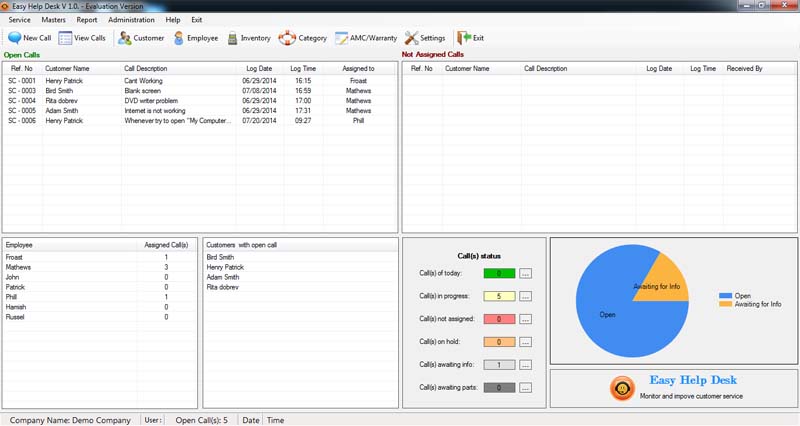 Easy Help Desk V 1.0. - Evaluation Version
Service Masters Report Administration Help Exit
New Call View Calls Customer Employee Inventory Category AMC/Warranty Settings Exit
Open Calls
Ref. No Customer Name Call Description Log Date Log Time Assigned to
SC - 0001 Henry Patrick Cant Working 06/29/2014 16:15 Froast
SC - 0003 Bird Smith Blank screen 07/08/2014 16:59 Mathews
SC - 0004 Rita dobrev DVD writer problem 06/29/2014 17:00 Mathews
SC - 0005 Adam Smith Internet is not working 06/29/2014 17:31 Mathews
SC - 0006 Henry Patrick Whenever try to open "My Computer... 07/20/2014 09:27 Phill
Not Assigned Calls
Ref. No Customer Name Call Description Log Date Log Time Received By
Employee Assigned Call(s)
Froast 1
Mathews 3
John 0
Patrick 0
Phill 1
Hamish 0
Russel 0
Customers with open call
Bird Smith
Henry Patrick
Adam Smith
Rita dobrev
Call(s) status
Call(s) of today: 0 ...
Call(s) in progress: 5 ...
Call(s) not assigned: 0 ...
Call(s) on hold: 0 ...
Call(s) awaiting info: 1 ...
Call(s) awaiting parts: 0 ...
Awaiting for Info
Open
Open
Awaiting for Info
Easy Help Desk
Monitor and impove customer service
Company Name: Demo Company User: Open Call(s): 5 Date Time